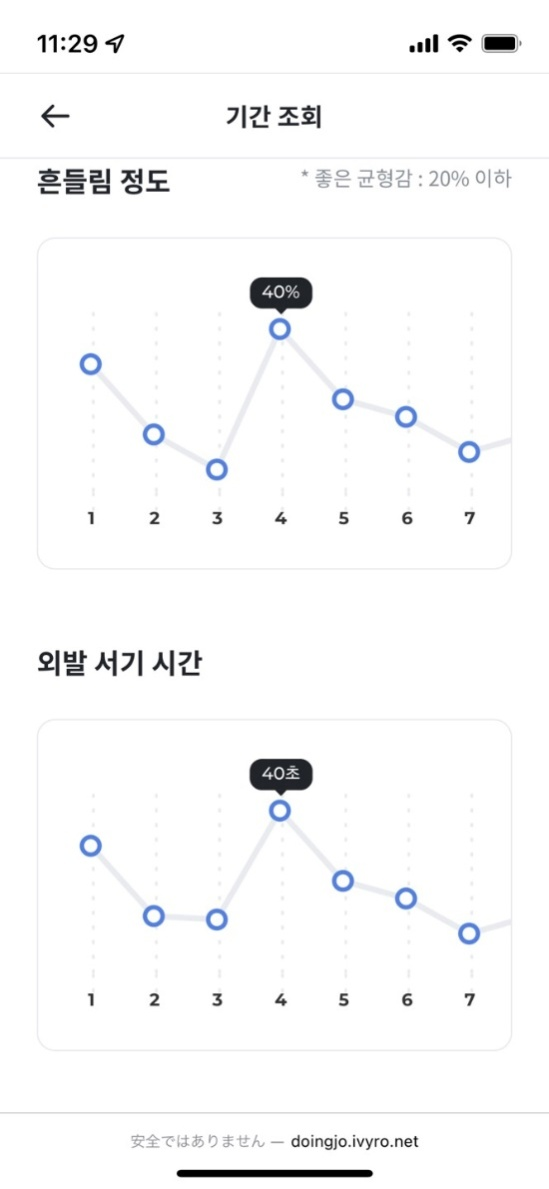 11:29
기간 조회
흔들림 정도
* 좋은 균형감 : 20% 이하
40%
1 2 3 4 5 6 7
외발 서기 시간
40초
1 2 3 4 5 6 7
安全ではありません — doingjo.ivyro.net